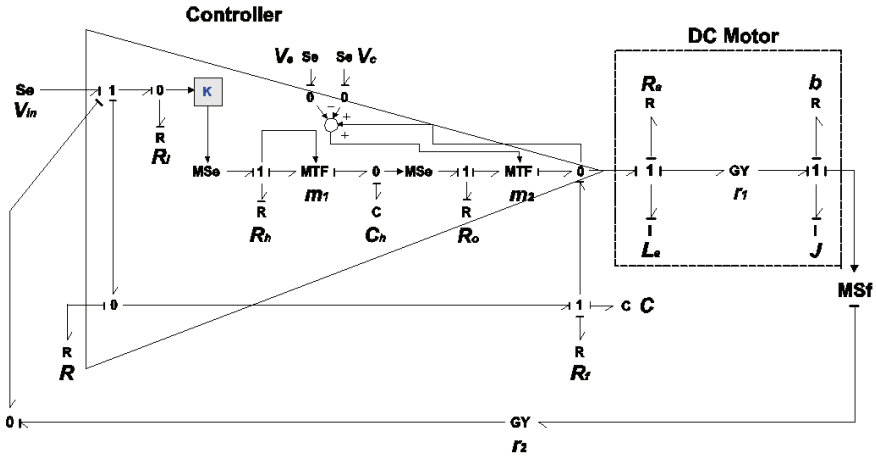 Controller
DC Motor
Ve Se Se Vc
Ra
b
R
R
Se
Vin
1
0
K
0
0
−
+
+
R
Ri
MSe
1
MTF
0
MSe
1
MTF
0
1
GY
1
m1
m2
r1
R
C
R
I
I
Rh
Ch
Ro
La
J
MSf
0
1
C
C
R
R
R
Rf
0
GY
r2